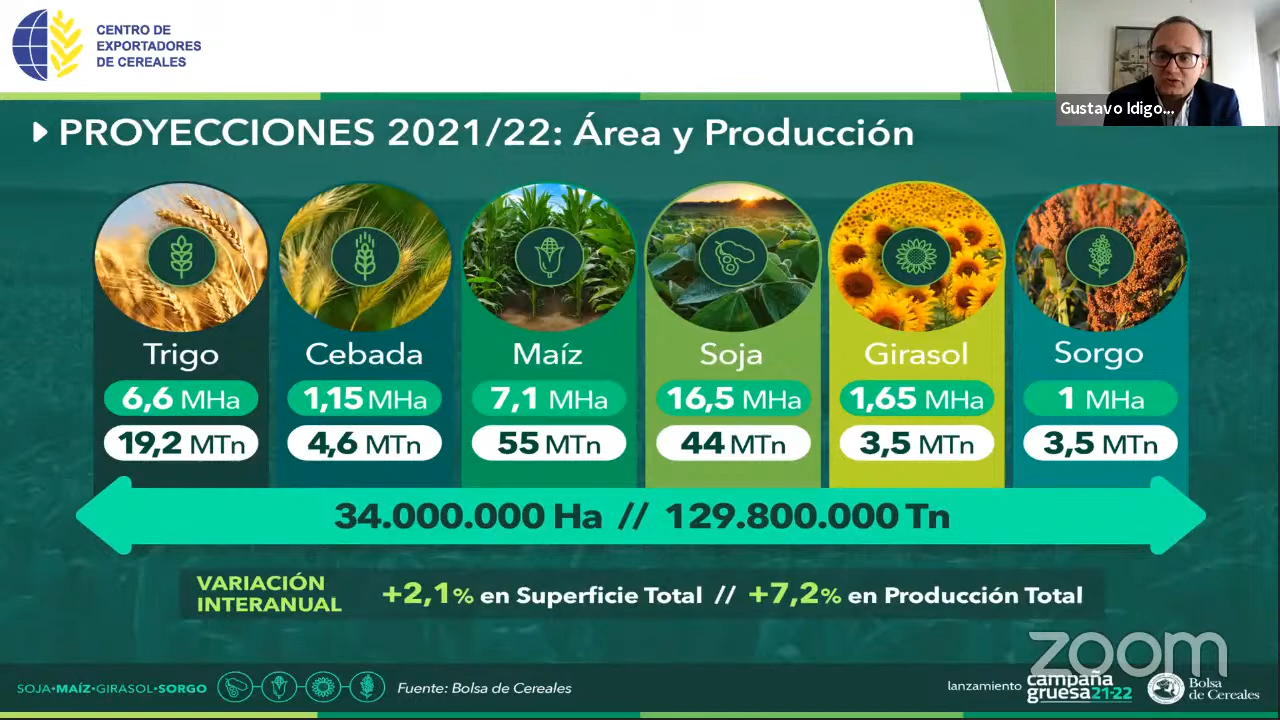 CENTRO DE
EXPORTADORES
DE CEREALES
Gustavo Idigo...
PROYECCIONES 2021/22: Área y Producción
Trigo
6,6 MHa
19,2 MTn
Cebada
1,15 MHa
4,6 MTn
Maíz
7,1 MHa
55 MTn
Soja
16,5 MHa
44 MTn
Girasol
1,65 MHa
3,5 MTn
Sorgo
1 MHa
3,5 MTn
34.000.000 Ha // 129.800.000 Tn
VARIACIÓN
INTERANUAL
+2,1% en Superficie Total // +7,2% en Producción Total
zoom
SOJA•MAÍZ•GIRASOL•SORGO
Fuente: Bolsa de Cereales
lanzamiento
campaña
gruesa21·22
Bolsa
de Cereales